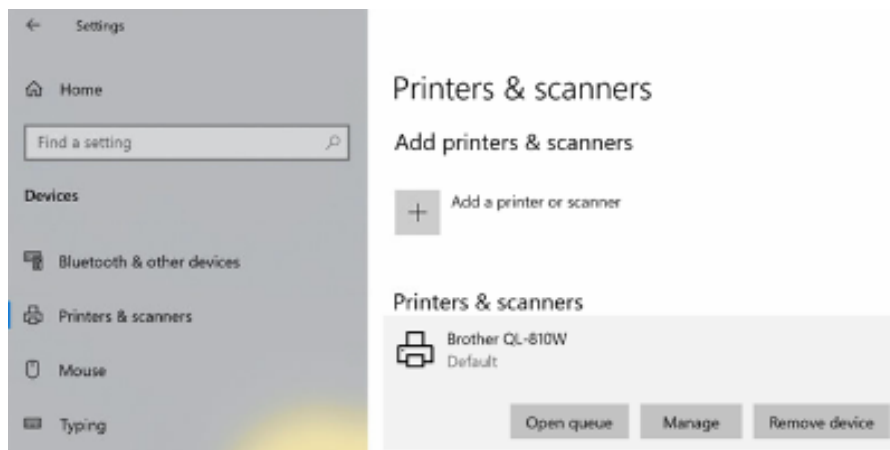 Settings
Home
Find a setting
Devices
Bluetooth & other devices
Printers & scanners
Mouse
Typing
Printers & scanners
Add printers & scanners
Add a printer or scanner
Printers & scanners
Brother QL-810W
Default
Open queue Manage Remove device